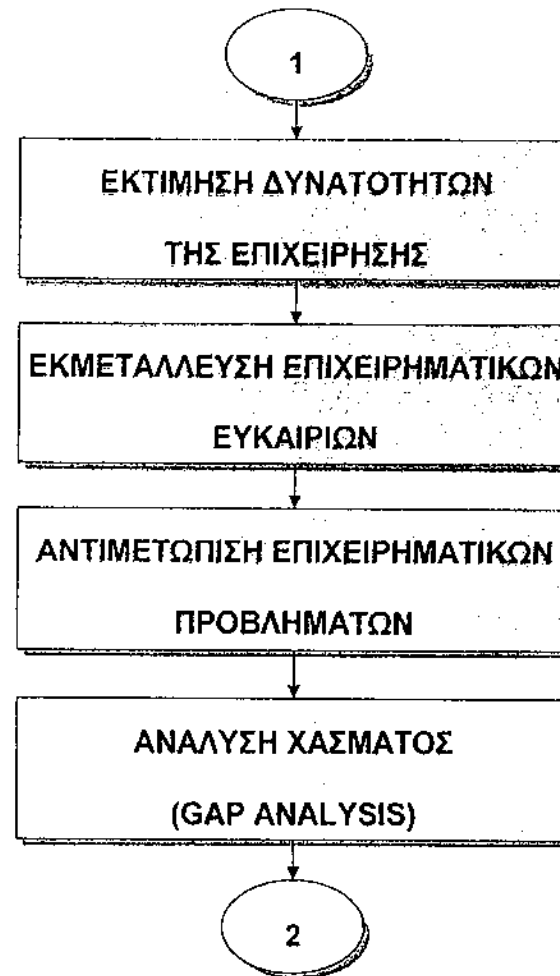 1
ΕΚΤΙΜΗΣΗ ΔΥΝΑΤΟΤΗΤΩΝ
ΤΗΣ ΕΠΙΧΕΙΡΗΣΗΣ
ΕΚΜΕΤΑΛΛΕΥΣΗ ΕΠΙΧΕΙΡΗΜΑΤΙΚΩΝ
ΕΥΚΑΙΡΙΩΝ
ΑΝΤΙΜΕΤΩΠΙΣΗ ΕΠΙΧΕΙΡΗΜΑΤΙΚΩΝ
ΠΡΟΒΛΗΜΑΤΩΝ
ΑΝΑΛΥΣΗ ΧΑΣΜΑΤΟΣ
(GAP ANALYSIS)
2